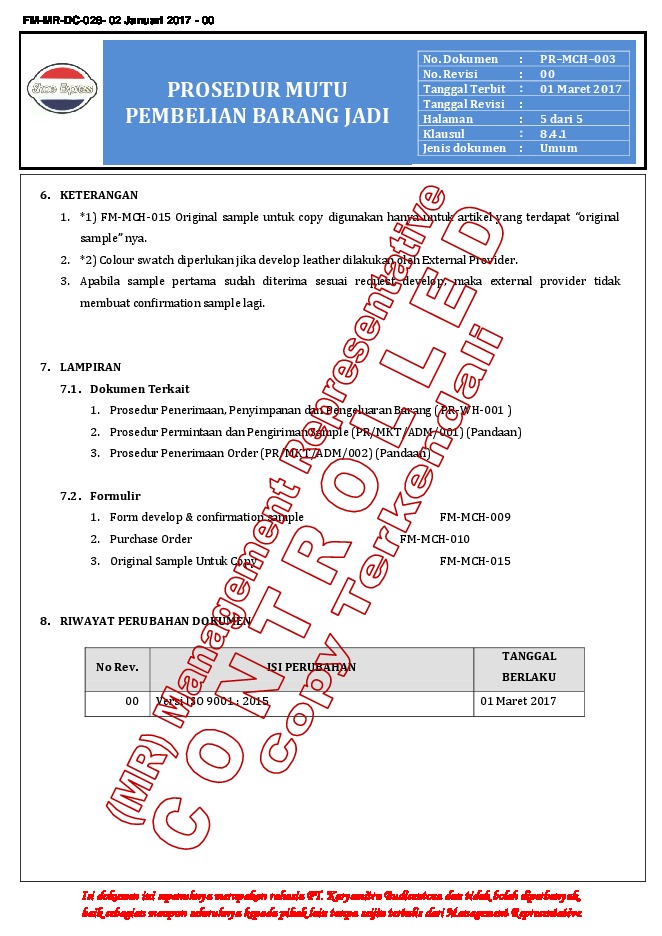 FM-MR-DC-028- 02 Januari 2017 - 00
Shoe Express
PROSEDUR MUTU
PEMBELIAN BARANG JADI
No. Dokumen : PR–MCH–003
No. Revisi : 00
Tanggal Terbit : 01 Maret 2017
Tanggal Revisi :
Halaman : 5 dari 5
Klausul : 8.4.1
Jenis dokumen : Umum
6. KETERANGAN
1. *1) FM-MCH-015 Original sample untuk copy digunakan hanya untuk artikel yang terdapat “original
sample” nya.
2. *2) Colour swatch diperlukan jika develop leather dilakukan oleh External Provider.
3. Apabila sample pertama sudah diterima sesuai request develop, maka external provider tidak
membuat confirmation sample lagi.
7. LAMPIRAN
7.1. Dokumen Terkait
1. Prosedur Penerimaan, Penyimpanan dan Pengeluaran Barang ( PR-WH-001 )
2. Prosedur Permintaan dan Pengiriman Sample (PR/MKT/ADM/001) (Pandaan)
3. Prosedur Penerimaan Order (PR/MKT/ADM/002) (Pandaan)
7.2. Formulir
1. Form develop & confirmation sample FM-MCH-009
2. Purchase Order FM-MCH-010
3. Original Sample Untuk Copy FM-MCH-015
8. RIWAYAT PERUBAHAN DOKUMEN
No Rev. ISI PERUBAHAN TANGGAL
BERLAKU
00 Versi ISO 9001 : 2015 01 Maret 2017
(MR) Management Representative
CONTROLLED
Copy Terkendali
Isi dokumen ini sepenuhnya merupakan rahasia PT. Karyamitra Budisentosa dan tidak boleh diperbanyak,
baik sebagian maupun seluruhnya kepada pihak lain tanpa seijin tertulis dari Management Representative